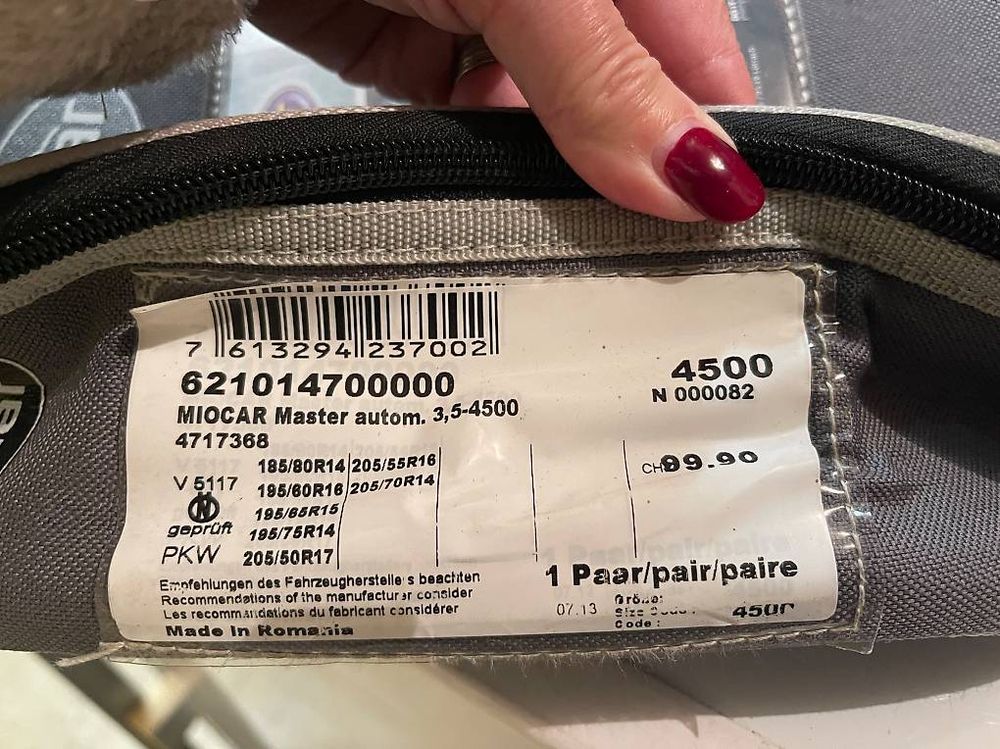 7 613294 237002
621014700000
4500
N 000082
MIOCAR Master autom. 3,5-4500
4717368
V 5117
geprüft
PKW
185/80R14 205/55R16
195/60R16 205/70R14
195/65R15
195/75R14
205/50R17
CH
Empfehlungen des Fahrzeugherstellers beachten
Recommendations of the manufacturer consider
Les recommandations du fabricant considérer
Made In Romania
1 Paar/pair/paire
07.13
Grösse:
Size
Code :
4500